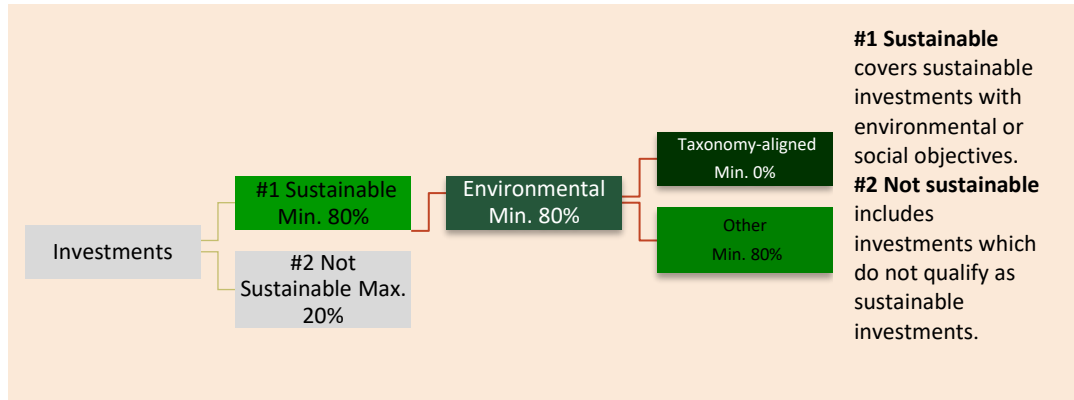 Investments
#1 Sustainable
Min. 80%
#2 Not
Sustainable Max.
20%
Environmental
Min. 80%
Taxonomy-aligned
Min. 0%
Other
Min. 80%
#1 Sustainable
covers sustainable
investments with
environmental or
social objectives.
#2 Not sustainable
includes
investments which
do not qualify as
sustainable
investments.